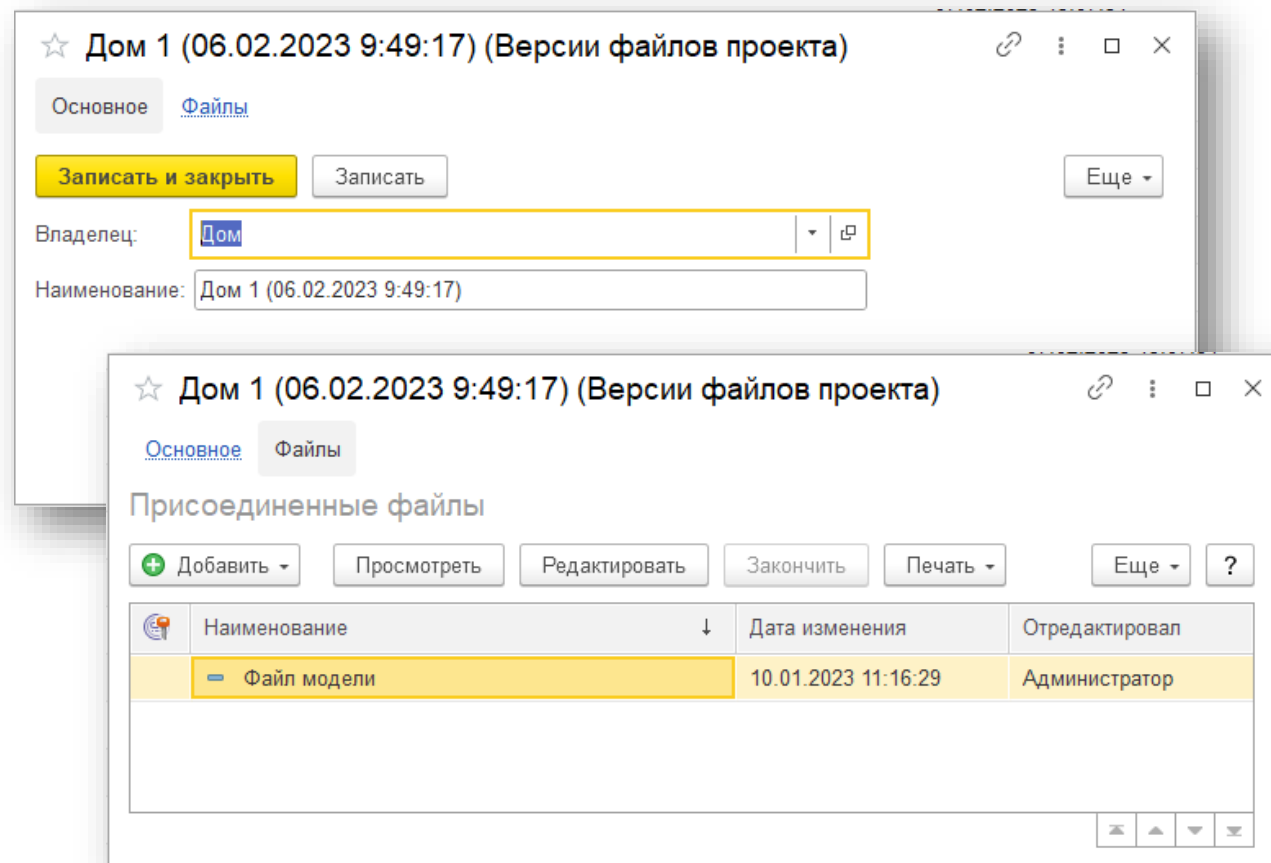 Дом 1 (06.02.2023 9:49:17) (Версии файлов проекта)
Основное Файлы
Записать и закрыть Записать Еще
Владелец: Дом
Наименование: Дом 1 (06.02.2023 9:49:17)
Дом 1 (06.02.2023 9:49:17) (Версии файлов проекта)
Основное Файлы
Присоединенные файлы
Добавить Просмотреть Редактировать Закончить Печать Еще ?
Наименование ↓ Дата изменения Отредактировал
Файл модели 10.01.2023 11:16:29 Администратор